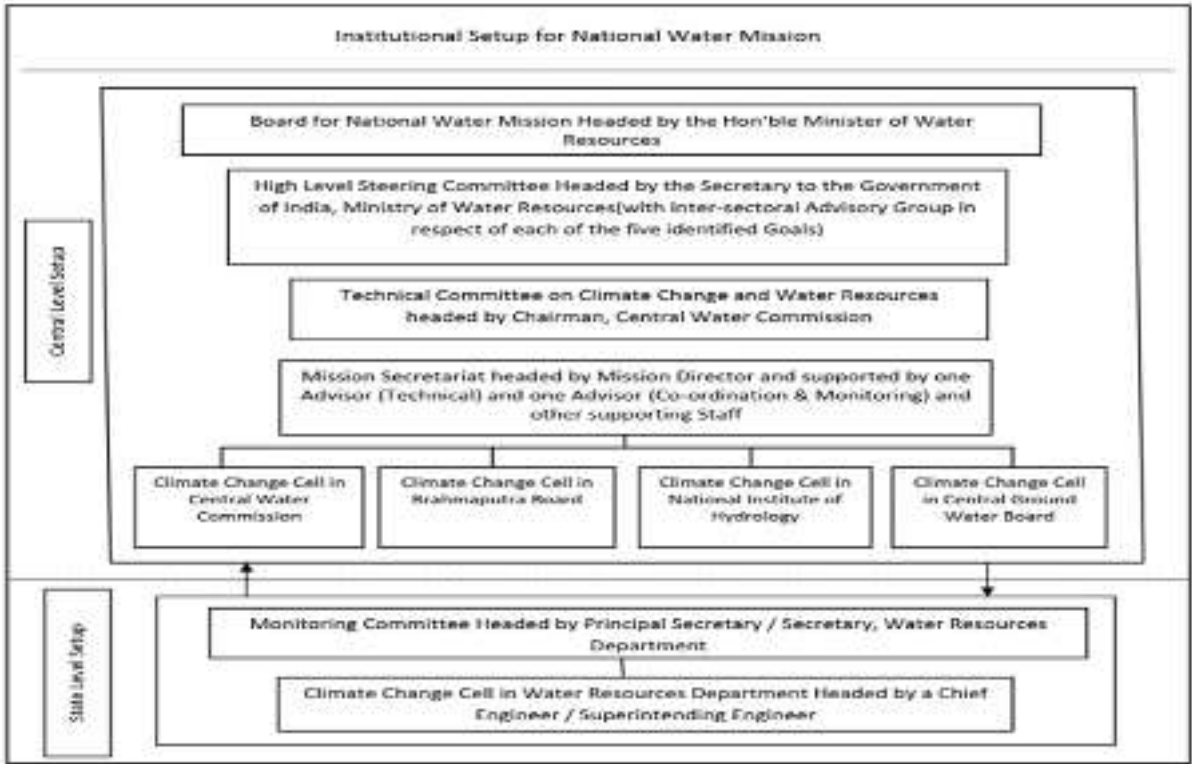 Institutional Setup for National Water Mission
Board for National Water Mission Headed by the Hon'ble Minister of Water
Resources
High Level Steering Committee Headed by the Secretary to the Government
of India, Ministry of Water Resources(with Inter-sectoral Advisory Group in
respect of each of the five identified Goals)
Central Level Setup
Technical Committee on Climate Change and Water Resources
headed by Chairman, Central Water Commission
Mission Secretariat headed by Mission Director and supported by one
Advisor (Technical) and one Advisor (Co-ordination & Monitoring) and
other supporting Staff
Climate Change Cell in
Central Water
Commission
Climate Change Cell in
Brahmaputra Board
Climate Change Cell in
National Institute of
Hydrology
Climate Change Cell
in Central Ground
Water Board
State Level Setup
Monitoring Committee Headed by Principal Secretary / Secretary, Water Resources
Department
Climate Change Cell in Water Resources Department Headed by a Chief
Engineer / Superintending Engineer